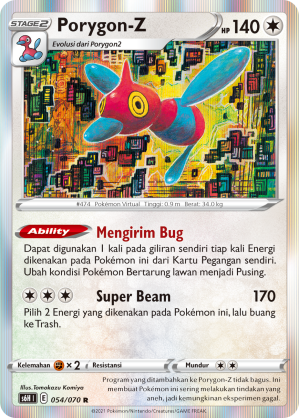 STAGE2
Porygon-Z
HP 140
Evolusi dari Porygon2
#474 Pokémon Virtual Tinggi: 0.9 m Berat: 34.0 kg
Ability Mengirim Bug
Dapat digunakan 1 kali pada giliran sendiri tiap kali Energi
dikenakan pada Pokémon ini dari Kartu Pegangan sendiri.
Ubah kondisi Pokémon Bertarung lawan menjadi Pusing.
Super Beam 170
Pilih 2 Energi yang dikenakan pada Pokémon ini, lalu buang
ke Trash.
Kelemahan ×2 Resistansi Mundur
Illus. Tomokazu Komiya
S6H I E 054/070 R
Program yang ditambahkan ke Porygon-Z tidak bagus. Ini
membuat Pokémon ini sering melakukan tindakan yang
aneh, jadi kemungkinan eksperimen gagal.
©2021 Pokémon/Nintendo/Creatures/GAME FREAK.